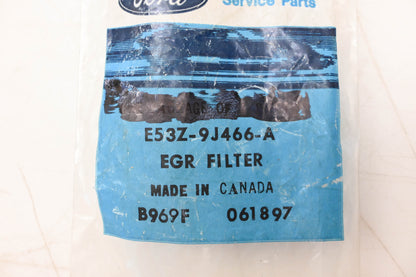 Ford
Service Parts
E53Z-9J466-A
EGR FILTER
MADE IN CANADA
B969F 061897